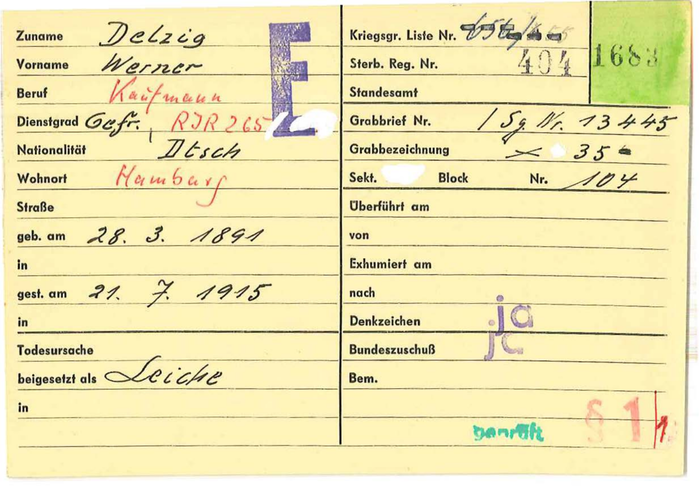 Zuname Delzig
Vorname Werner
Beruf Kaufmann
Dienstgrad Gefr., RJR 265
Nationalität Dtsch
Wohnort Hamburg
Straße
geb. am 28. 3. 1891
in
gest. am 21. 7. 1915
in
Todesursache
beigesetzt als Leiche
in
E
Kriegsgr. Liste Nr.
Sterb. Reg. Nr. 404
1683
Standesamt
Grabbrief Nr. / Sg. Nr. 13445
Grabbezeichnung 35
Sekt. Block Nr. 104
Überführt am
von
Exhumiert am
nach
Denkzeichen ja
Bundeszuschuß
Bem.
geprüft
§ 1